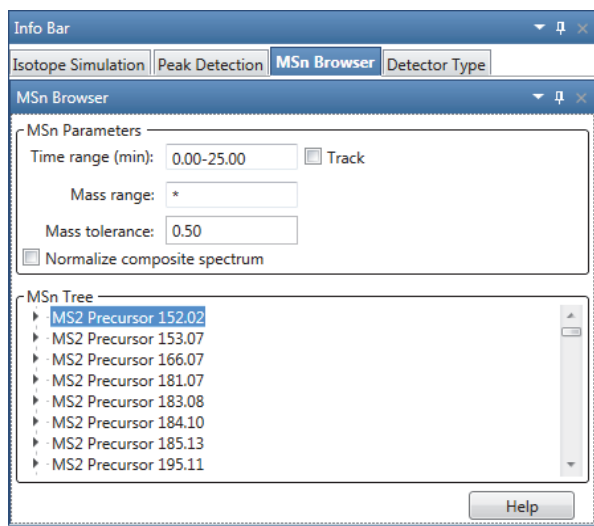 Info Bar
Isotope Simulation Peak Detection MSn Browser Detector Type
MSn Browser
MSn Parameters
Time range (min): 0.00-25.00 Track
Mass range: *
Mass tolerance: 0.50
Normalize composite spectrum
MSn Tree
MS2 Precursor 152.02
MS2 Precursor 153.07
MS2 Precursor 166.07
MS2 Precursor 181.07
MS2 Precursor 183.08
MS2 Precursor 184.10
MS2 Precursor 185.13
MS2 Precursor 195.11
Help